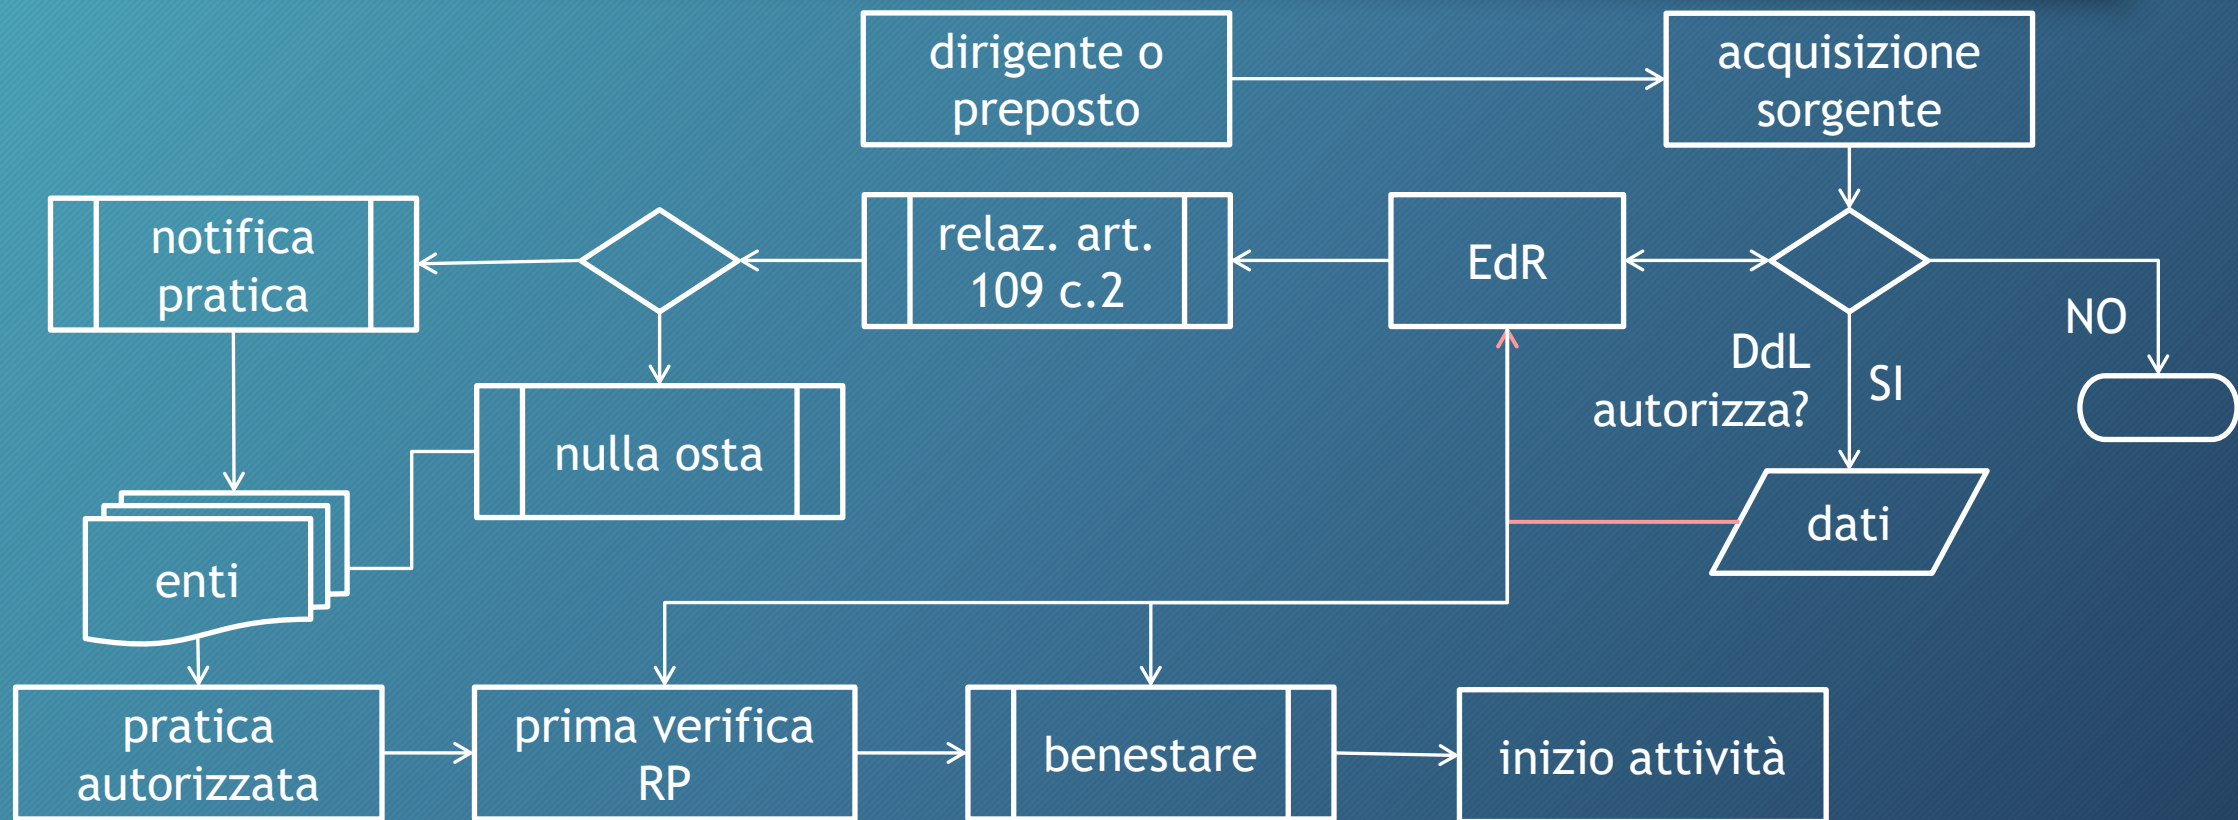 dirigente o
preposto
acquisizione
sorgente
notifica
pratica
relaz. art.
109 c.2
EdR
NO
DdL
autorizza?
SI
nulla osta
dati
enti
pratica
autorizzata
prima verifica
RP
benestare
inizio attività